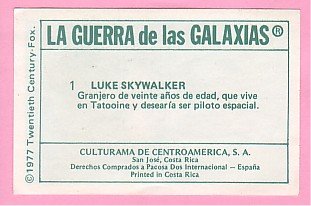 LA GUERRA de las GALAXIAS®
1 LUKE SKYWALKER
Granjero de veinte años de edad, que vive
en Tatooine y desearía ser piloto espacial.
CULTURAMA DE CENTROAMERICA, S. A.
San José, Costa Rica
Derechos Comprados a Pacosa Dos Internacional — España
Printed in Costa Rica
© 1977 Twentieth Century-Fox.